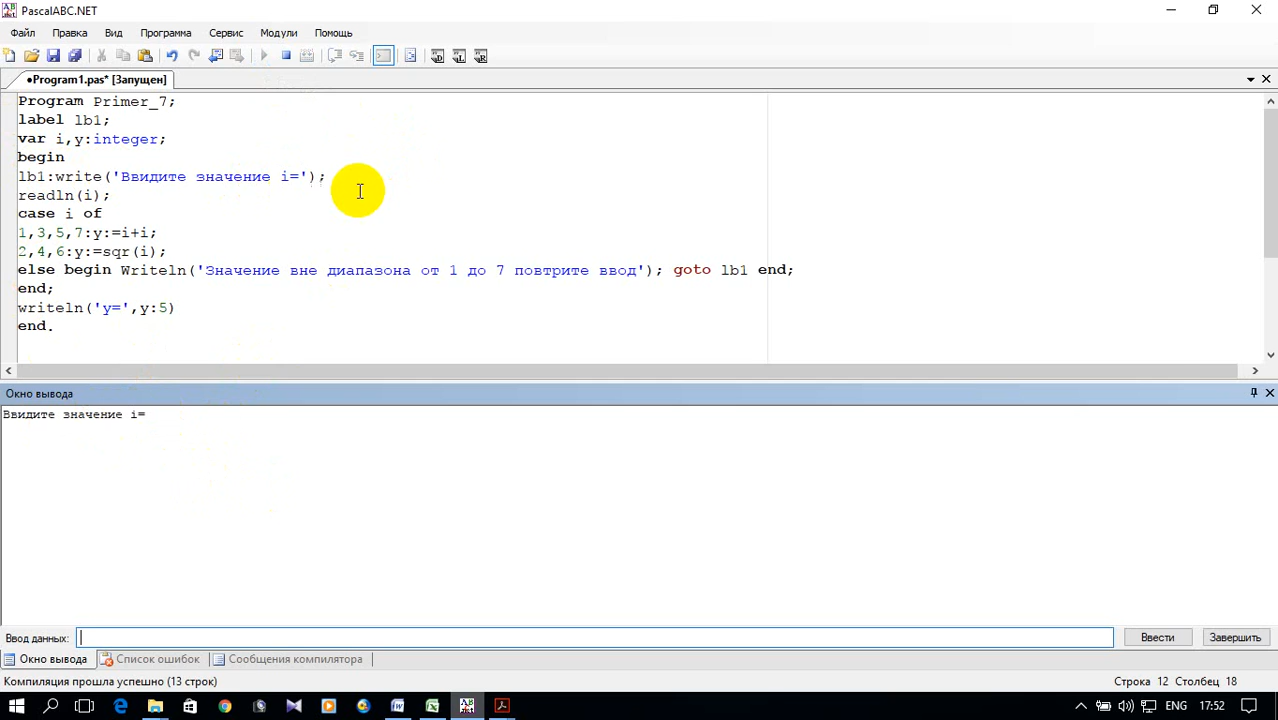 PascalABC.NET
Файл Правка Вид Программа Сервис Модули Помощь
•Program1.pas* [Запущен]
Program Primer_7;
label lb1;
var i,y:integer;
begin
lb1:write('Ввидите значение i=');
readln(i);
case i of
1,3,5,7:y:=i+i;
2,4,6:y:=sqr(i);
else begin Writeln('Значение вне диапазона от 1 до 7 повтрите ввод'); goto lb1 end;
end;
writeln('y=',y:5)
end.
Окно вывода
Ввидите значение i=
Ввод данных: Ввести Завершить
Окно вывода Список ошибок Сообщения компилятора
Компиляция прошла успешно (13 строк) Строка 12 Столбец 18
ENG 17:52